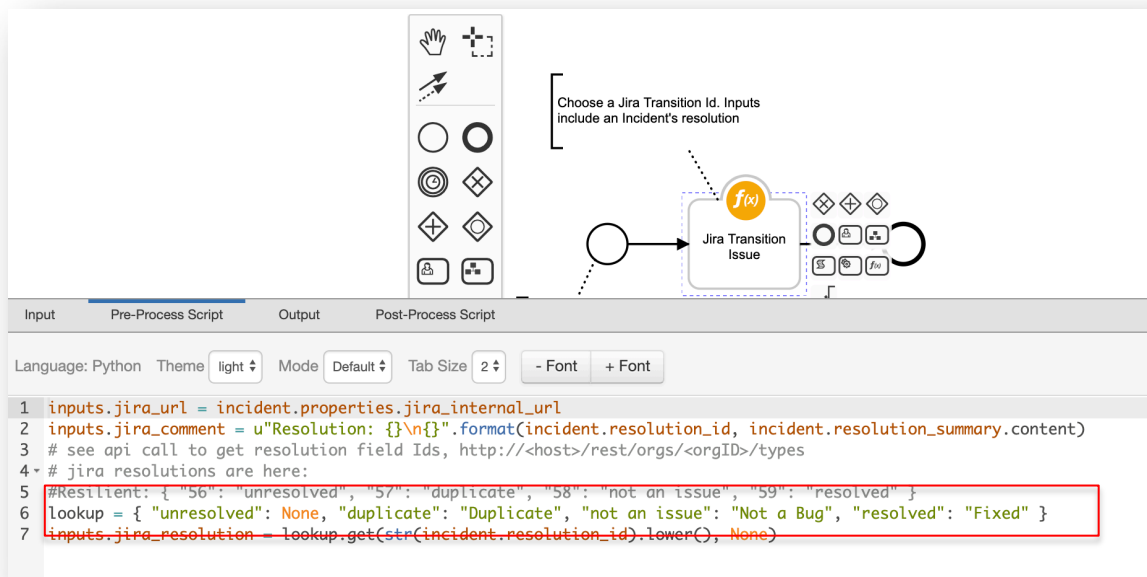 Choose a Jira Transition Id. Inputs
include an Incident's resolution
f(x)
Jira Transition
Issue
f(x)
Input Pre-Process Script Output Post-Process Script
Language: Python Theme light Mode Default Tab Size 2 - Font + Font
1 inputs.jira_url = incident.properties.jira_internal_url
2 inputs.jira_comment = u"Resolution: {}\n{}".format(incident.resolution_id, incident.resolution_summary.content)
3 # see api call to get resolution field Ids, http://<host>/rest/orgs/<orgID>/types
4 # jira resolutions are here:
5 #Resilient: { "56": "unresolved", "57": "duplicate", "58": "not an issue", "59": "resolved" }
6 lookup = { "unresolved": None, "duplicate": "Duplicate", "not an issue": "Not a Bug", "resolved": "Fixed" }
7 inputs.jira_resolution = lookup.get(str(incident.resolution_id).lower(), None)